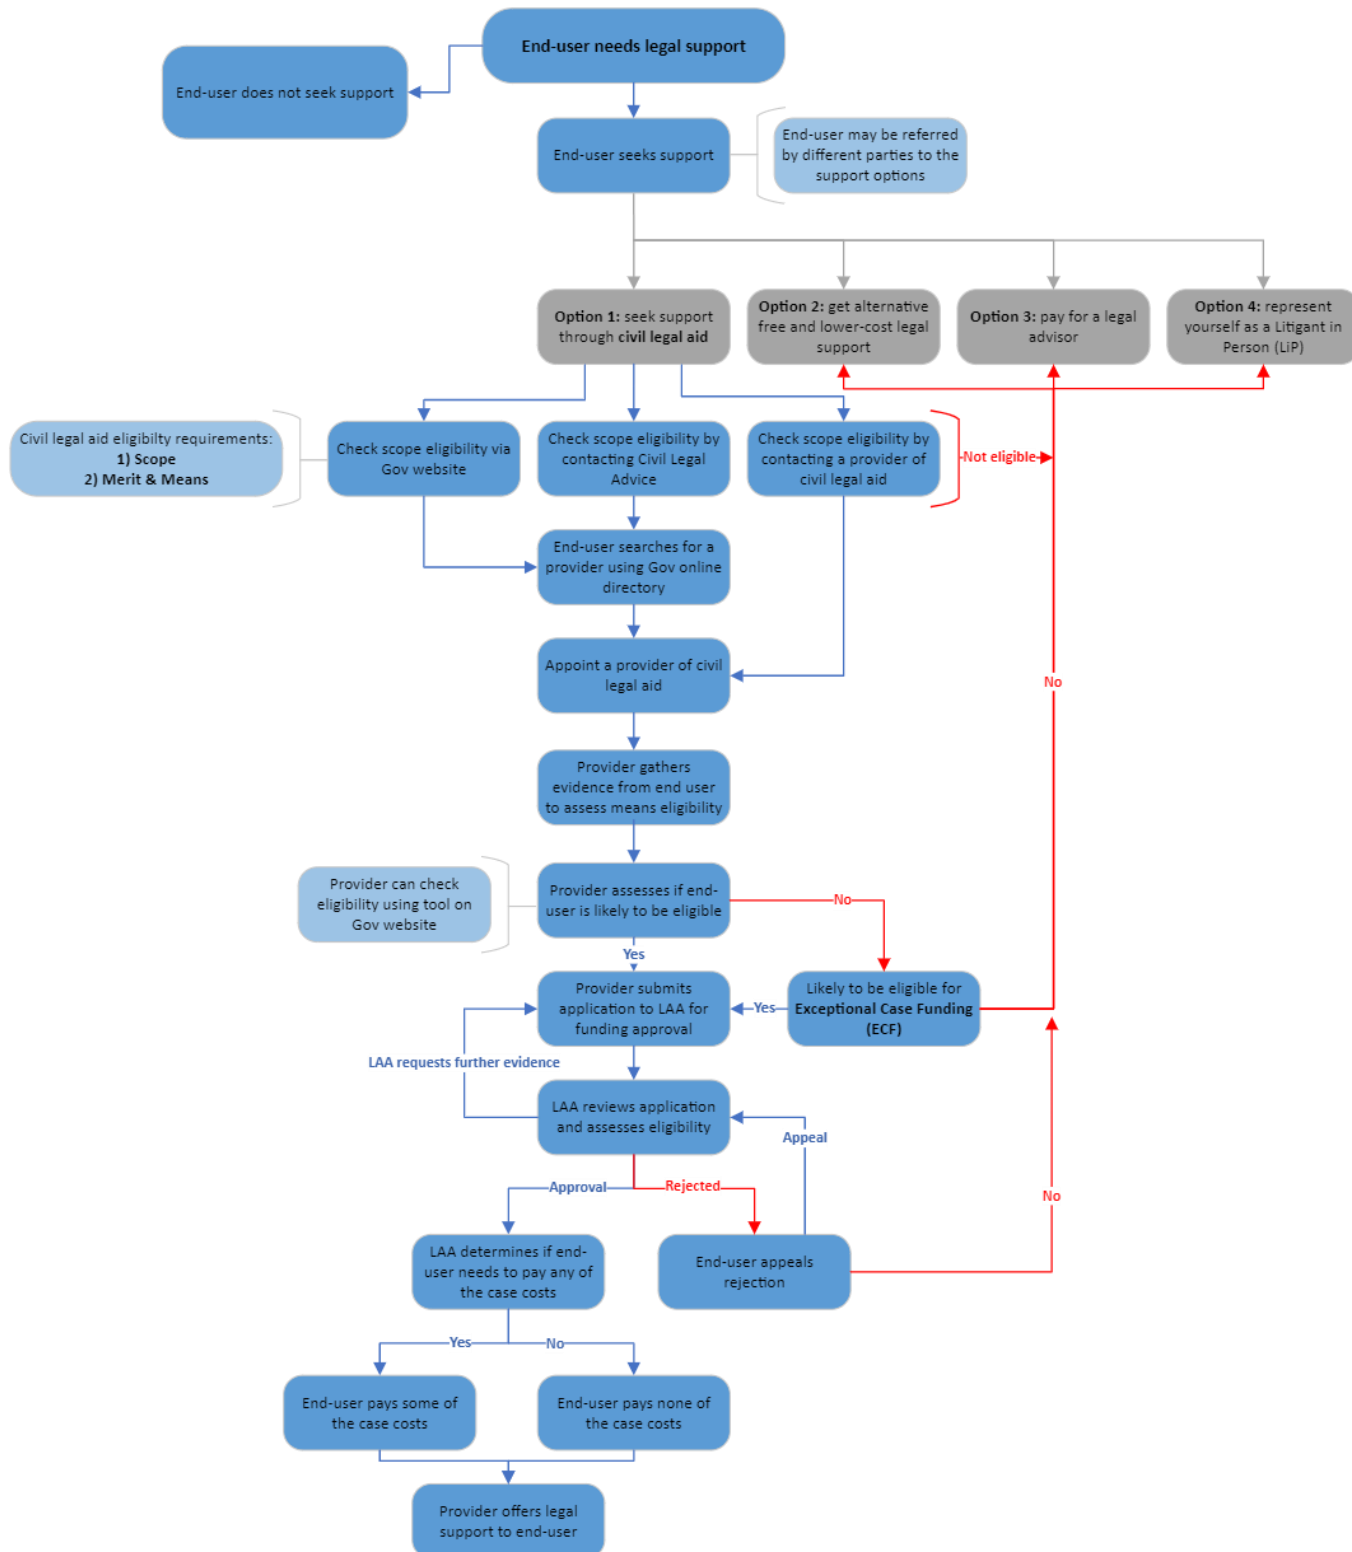 End-user needs legal support
End-user does not seek support
End-user seeks support
End-user may be referred
by different parties to the
support options
Option 1: seek support
through civil legal aid
Option 2: get alternative
free and lower-cost legal
support
Option 3: pay for a legal
advisor
Option 4: represent
yourself as a Litigant in
Person (LiP)
Civil legal aid eligibilty requirements:
1) Scope
2) Merit & Means
Check scope eligibility via
Gov website
Check scope eligibility by
contacting Civil Legal
Advice
Check scope eligibility by
contacting a provider of
civil legal aid
Not eligible
End-user searches for a
provider using Gov online
directory
Appoint a provider of civil
legal aid
No
Provider gathers
evidence from end user
to assess means eligibility
Provider can check
eligibility using tool on
Gov website
Provider assesses if end-
user is likely to be eligible
No
Yes
Provider submits
application to LAA for
funding approval
Yes
Likely to be eligible for
Exceptional Case Funding
(ECF)
LAA requests further evidence
LAA reviews application
and assesses eligibility
Appeal
Approval
Rejected
No
LAA determines if end-
user needs to pay any of
the case costs
End-user appeals
rejection
Yes
No
End-user pays some of
the case costs
End-user pays none of
the case costs
Provider offers legal
support to end-user